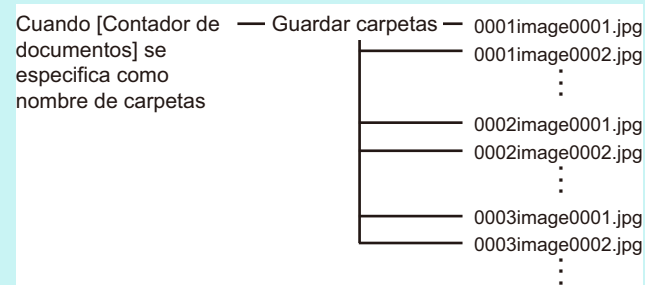 Cuando [Contador de
documentos] se
especifica como
nombre de carpetas
Guardar carpetas
0001image0001.jpg
0001image0002.jpg
0002image0001.jpg
0002image0002.jpg
0003image0001.jpg
0003image0002.jpg